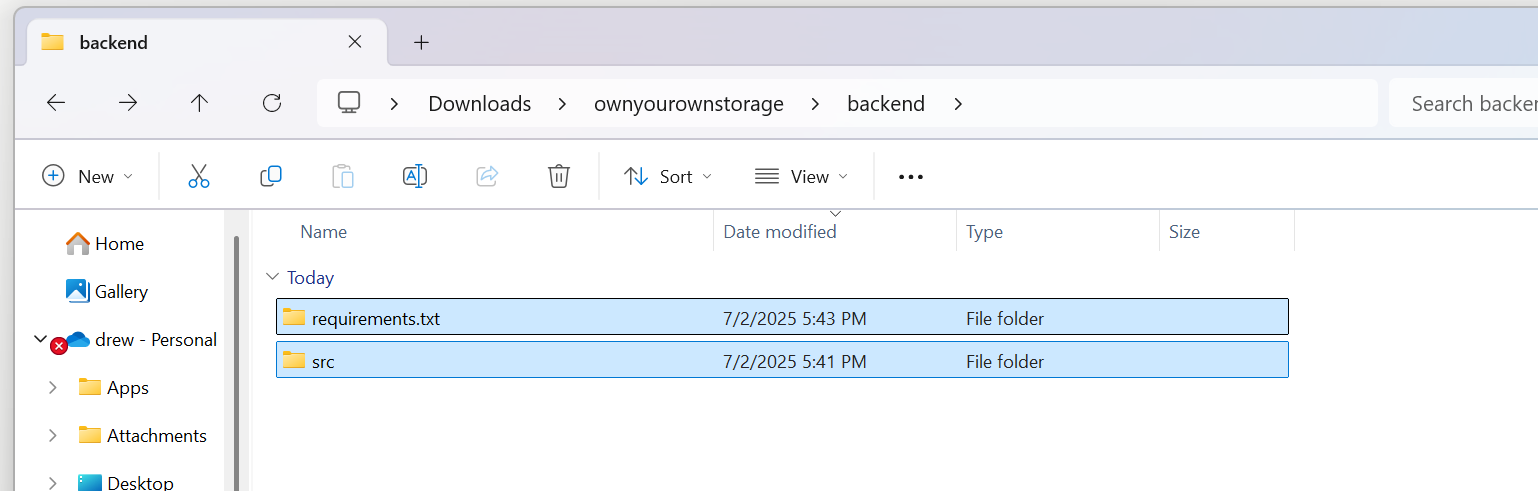 backend
Downloads > ownyourownstorage > backend >
Search backe
New
Sort
View
Name Date modified Type Size
Home
Gallery
drew - Personal
Apps
Attachments
Desktop
Today
requirements.txt 7/2/2025 5:43 PM File folder
src 7/2/2025 5:41 PM File folder